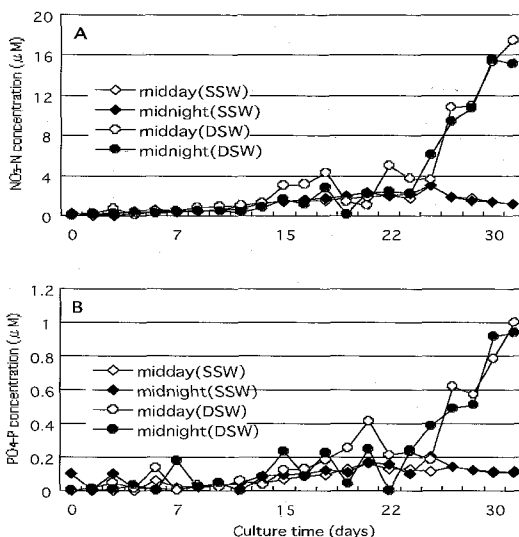 A
NO3-N concentration (μM)
20
16
12
8
4
0
midday(SSW)
midnight(SSW)
midday(DSW)
midnight(DSW)
0 7 15 22 30
B
PO4-P concentration (μM)
1.2
1
0.8
0.6
0.4
0.2
0
midday(SSW)
midnight(SSW)
midday(DSW)
midnight(DSW)
0 7 15 22 30
Culture time (days)